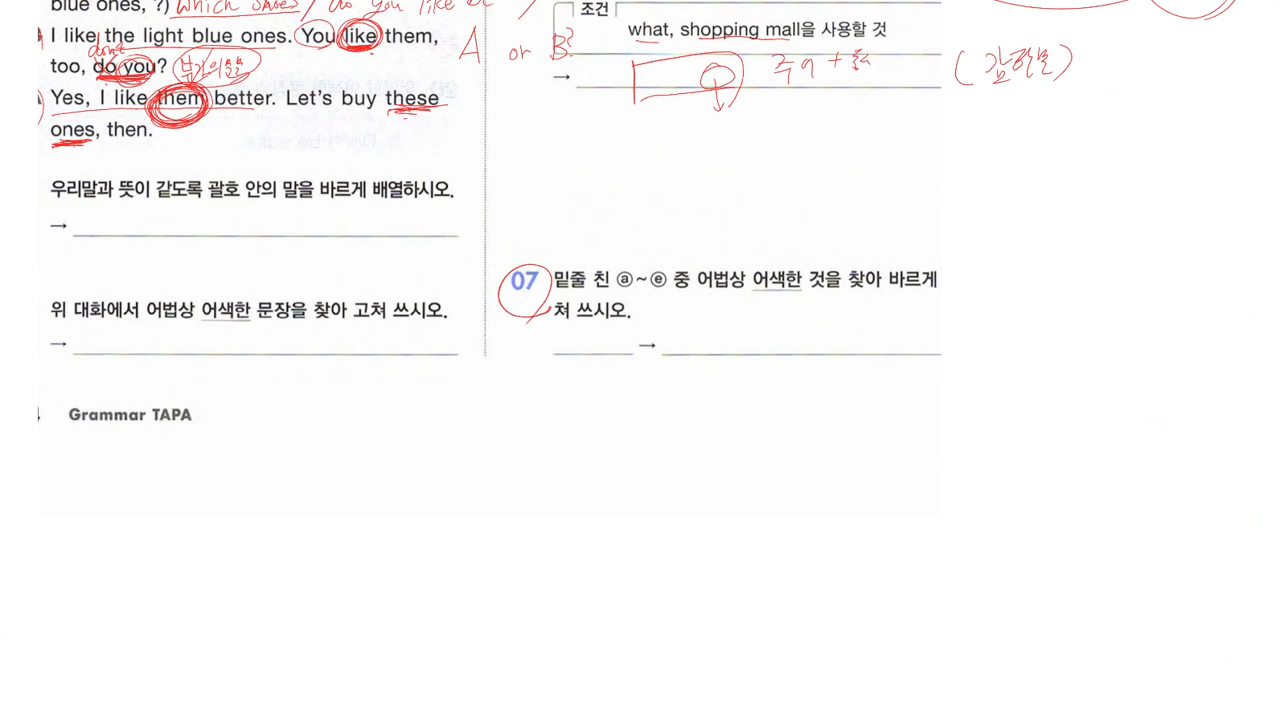 blue ones, ?) which shoes / do you like be
I like the light blue ones. You like them,
don't
too, do you? 부가의문문
Yes, I like them better. Let's buy these
ones, then.
A or B?
우리말과 뜻이 같도록 괄호 안의 말을 바르게 배열하시오.
→
위 대화에서 어법상 어색한 문장을 찾아 고쳐 쓰시오.
→
Grammar TAPA
조건
what, shopping mall을 사용할 것
→
주어 + 동
(감탄문)
07 밑줄 친 ⓐ~ⓔ 중 어법상 어색한 것을 찾아 바르게
쳐 쓰시오.
→